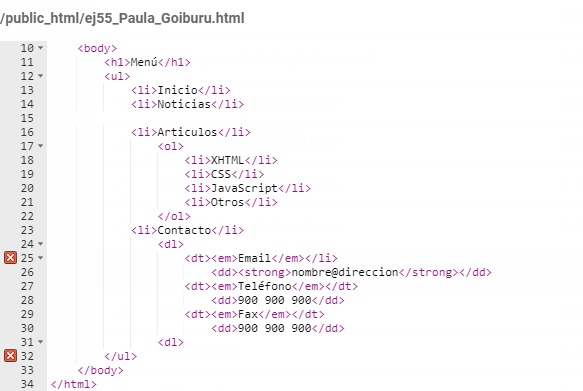 /public_html/ej55_Paula_Goiburu.html
10 <body>
11 <h1>Menú</h1>
12 <ul>
13 <li>Inicio</li>
14 <li>Noticias</li>
15
16 <li>Articulos</li>
17 <ol>
18 <li>XHTML</li>
19 <li>CSS</li>
20 <li>JavaScript</li>
21 <li>Otros</li>
22 </ol>
23 <li>Contacto</li>
24 <dl>
25 <dt><em>Email</em></li>
26 <dd><strong>nombre@direccion</strong></dd>
27 <dt><em>Teléfono</em></dt>
28 <dd>900 900 900</dd>
29 <dt><em>Fax</em></dt>
30 <dd>900 900 900</dd>
31 <dl>
32 </ul>
33 </body>
34 </html>